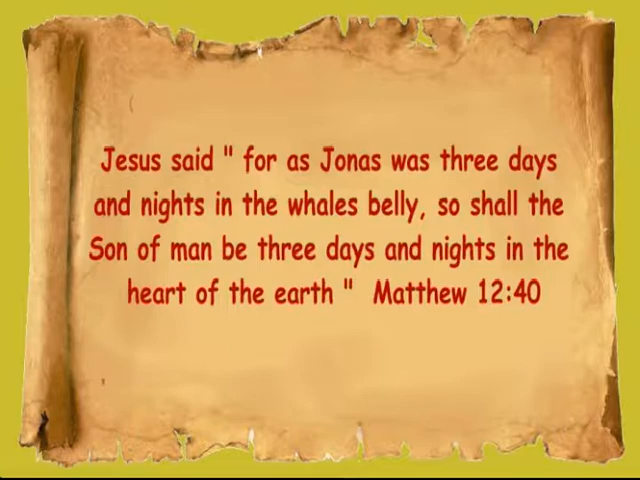 Jesus said " for as Jonas was three days
and nights in the whales belly, so shall the
Son of man be three days and nights in the
heart of the earth " Matthew 12:40